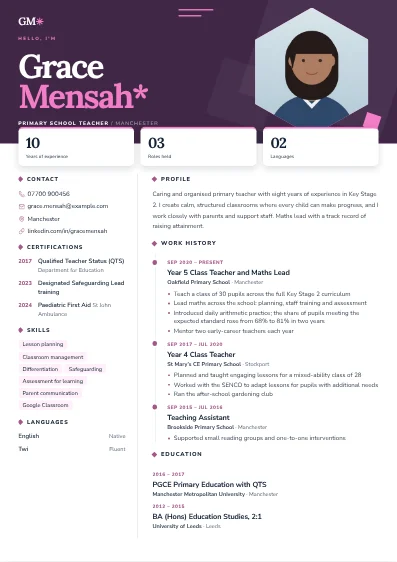 GM*
HELLO, I'M
Grace
Mensah*
PRIMARY SCHOOL TEACHER / MANCHESTER
10
Years of experience
03
Roles held
02
Languages
CONTACT
07700 900456
grace.mensah@example.com
Manchester
linkedin.com/in/gracemensah
CERTIFICATIONS
2017 Qualified Teacher Status (QTS)
Department for Education
2023 Designated Safeguarding Lead
training
2024 Paediatric First Aid St John
Ambulance
SKILLS
Lesson planning
Classroom management
Differentiation Safeguarding
Assessment for learning
Parent communication
Google Classroom
LANGUAGES
English Native
Twi Fluent
PROFILE
Caring and organised primary teacher with eight years of experience in Key Stage
2. I create calm, structured classrooms where every child can make progress, and I
work closely with parents and support staff. Maths lead with a track record of
raising attainment.
WORK HISTORY
SEP 2020 – PRESENT
Year 5 Class Teacher and Maths Lead
Oakfield Primary School · Manchester
• Teach a class of 30 pupils across the full Key Stage 2 curriculum
• Lead maths across the school: planning, staff training and assessment
• Introduced daily arithmetic practice; the share of pupils meeting the
expected standard rose from 68% to 81% in two years
• Mentor two early-career teachers each year
SEP 2017 – JUL 2020
Year 4 Class Teacher
St Mary's CE Primary School · Stockport
• Planned and taught engaging lessons for a mixed-ability class of 28
• Worked with the SENCO to adapt lessons for pupils with additional needs
• Ran the after-school gardening club
SEP 2015 – JUL 2016
Teaching Assistant
Brookside Primary School · Manchester
• Supported small reading groups and one-to-one interventions
EDUCATION
2016 – 2017
PGCE Primary Education with QTS
Manchester Metropolitan University · Manchester
2012 – 2015
BA (Hons) Education Studies, 2:1
University of Leeds · Leeds